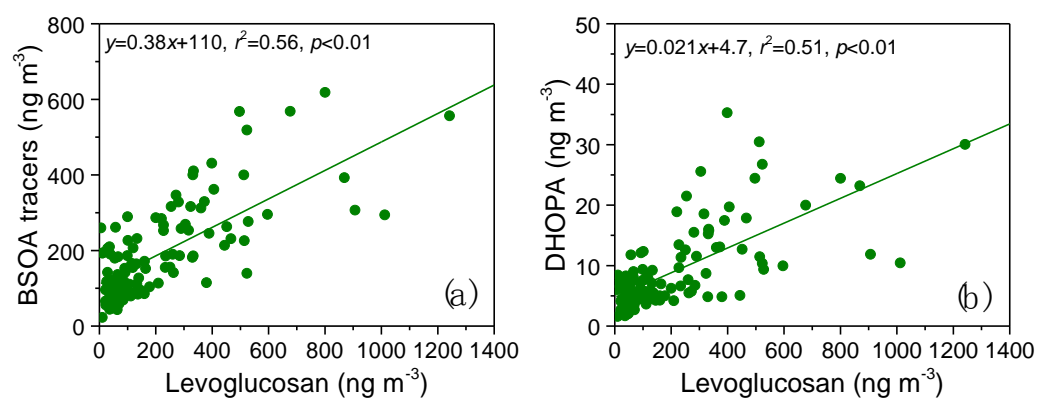 y=0.38x+110, r²=0.56, p<0.01
800
600
400
200
0
BSOA tracers (ng m⁻³)
(a)
0 200 400 600 800 1000 1200 1400
Levoglucosan (ng m⁻³)
y=0.021x+4.7, r²=0.51, p<0.01
50
40
30
20
10
0
DHOPA (ng m⁻³)
(b)
0 200 400 600 800 1000 1200 1400
Levoglucosan (ng m⁻³)